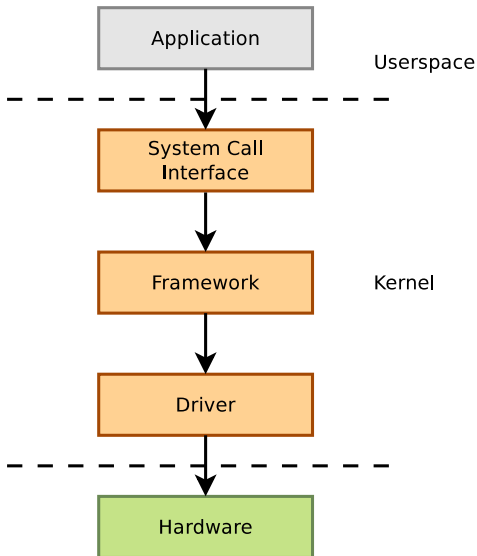 Application
Userspace
System Call
Interface
Framework
Kernel
Driver
Hardware